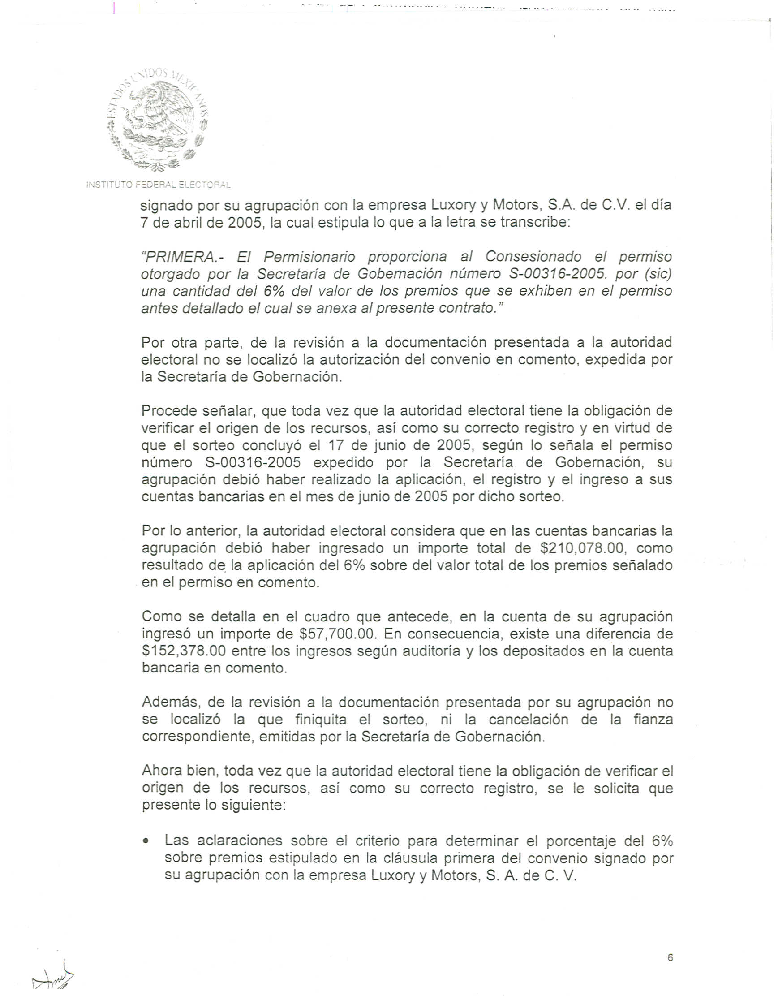 ESTADOS UNIDOS MEXICANOS
INSTITUTO FEDERAL ELECTORAL
signado por su agrupación con la empresa Luxory y Motors, S.A. de C.V. el día
7 de abril de 2005, la cual estipula lo que a la letra se transcribe:
“PRIMERA.- El Permisionario proporciona al Consesionado el permiso
otorgado por la Secretaría de Gobernación número S-00316-2005. por (sic)
una cantidad del 6% del valor de los premios que se exhiben en el permiso
antes detallado el cual se anexa al presente contrato.”
Por otra parte, de la revisión a la documentación presentada a la autoridad
electoral no se localizó la autorización del convenio en comento, expedida por
la Secretaría de Gobernación.
Procede señalar, que toda vez que la autoridad electoral tiene la obligación de
verificar el origen de los recursos, así como su correcto registro y en virtud de
que el sorteo concluyó el 17 de junio de 2005, según lo señala el permiso
número S-00316-2005 expedido por la Secretaría de Gobernación, su
agrupación debió haber realizado la aplicación, el registro y el ingreso a sus
cuentas bancarias en el mes de junio de 2005 por dicho sorteo.
Por lo anterior, la autoridad electoral considera que en las cuentas bancarias la
agrupación debió haber ingresado un importe total de $210,078.00, como
resultado de la aplicación del 6% sobre del valor total de los premios señalado
en el permiso en comento.
Como se detalla en el cuadro que antecede, en la cuenta de su agrupación
ingresó un importe de $57,700.00. En consecuencia, existe una diferencia de
$152,378.00 entre los ingresos según auditoría y los depositados en la cuenta
bancaria en comento.
Además, de la revisión a la documentación presentada por su agrupación no
se localizó la que finiquita el sorteo, ni la cancelación de la fianza
correspondiente, emitidas por la Secretaría de Gobernación.
Ahora bien, toda vez que la autoridad electoral tiene la obligación de verificar el
origen de los recursos, así como su correcto registro, se le solicita que
presente lo siguiente:
• Las aclaraciones sobre el criterio para determinar el porcentaje del 6%
sobre premios estipulado en la cláusula primera del convenio signado por
su agrupación con la empresa Luxory y Motors, S. A. de C. V.
6